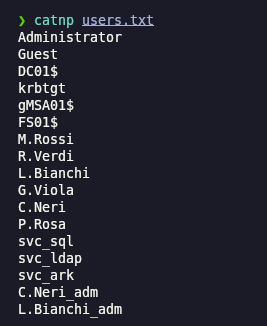 ❯ catnp users.txt
Administrator
Guest
DC01$
krbtgt
gMSA01$
FS01$
M.Rossi
R.Verdi
L.Bianchi
G.Viola
C.Neri
P.Rosa
svc_sql
svc_ldap
svc_ark
C.Neri_adm
L.Bianchi_adm